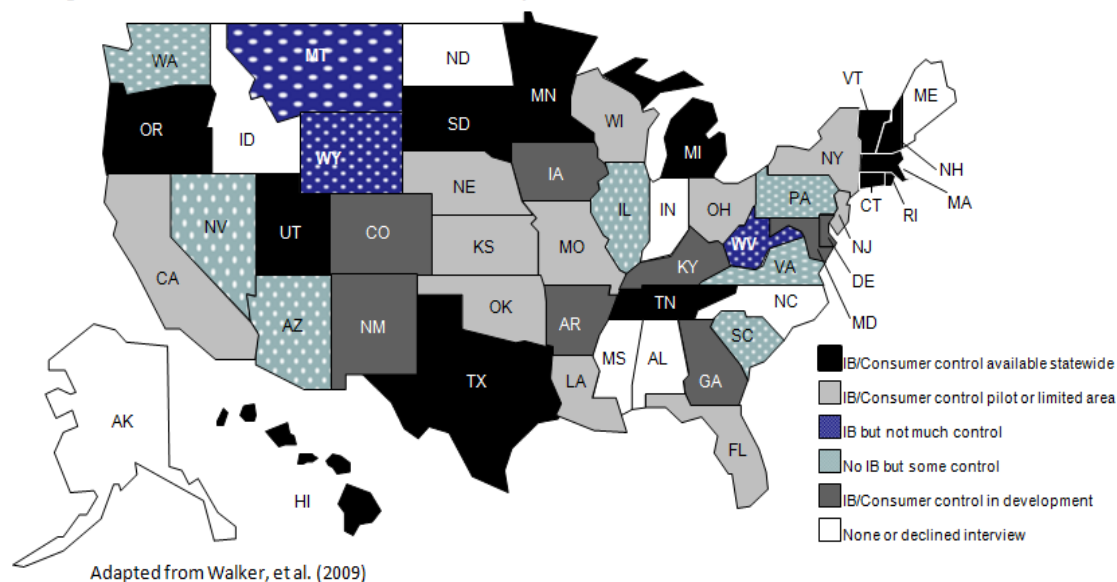 WA
MT
ND
MN
VT
ME
OR
ID
SD
WI
WY
MI
NY
NH
MA
NE
IA
PA
CT
RI
NV
UT
CO
IL
IN
OH
NJ
CA
KS
MO
WV
VA
DE
KY
AZ
NM
OK
AR
TN
NC
MD
MS
AL
SC
GA
TX
LA
FL
AK
HI
IB/Consumer control available statewide
IB/Consumer control pilot or limited area
IB but not much control
No IB but some control
IB/Consumer control in development
None or declined interview
Adapted from Walker, et al. (2009)